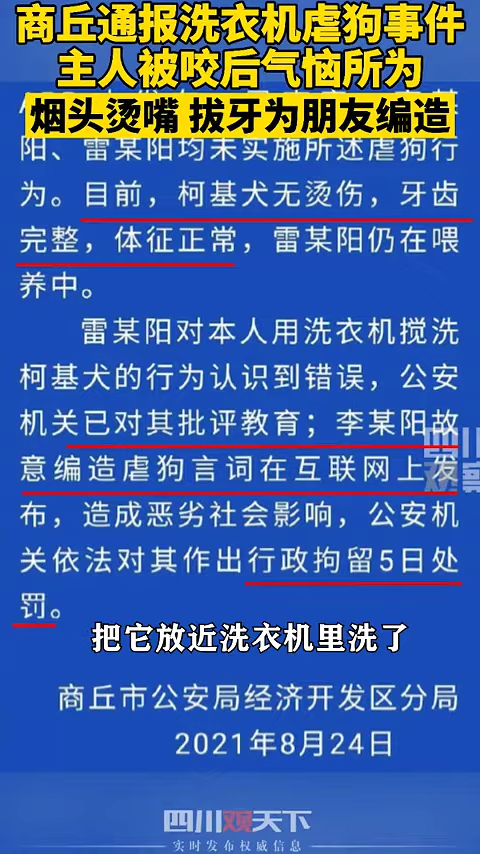 商丘通报洗衣机虐狗事件
主人被咬后气恼所为
烟头烫嘴 拔牙为朋友编造
阳、雷某阳均未实施所述虐狗行
为。目前，柯基犬无烫伤，牙齿
完整，体征正常，雷某阳仍在喂
养中。
雷某阳对本人用洗衣机搅洗
柯基犬的行为认识到错误，公安
机关已对其批评教育；李某阳故
意编造虐狗言词在互联网上发
布，造成恶劣社会影响，公安机
关依法对其作出行政拘留5日处
罚。
四川
观察
把它放近洗衣机里洗了
商丘市公安局经济开发区分局
2021年8月24日
四川观天下
实时发布权威信息